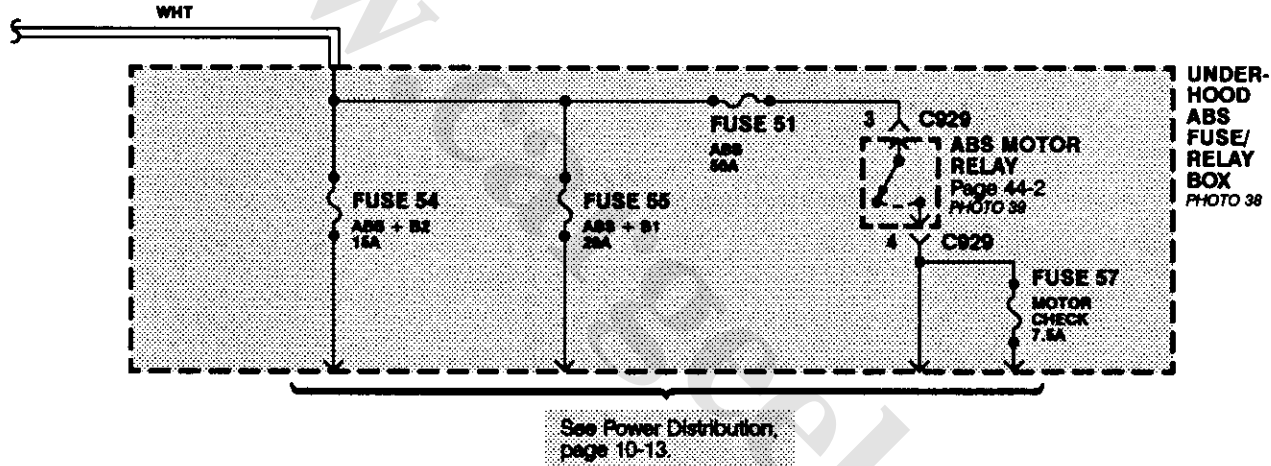 WHT
UNDER-
HOOD
ABS
FUSE/
RELAY
BOX
PHOTO 38
FUSE 51
ABS
50A
3
C929
ABS MOTOR
RELAY
Page 44-2
PHOTO 39
FUSE 54
ABS + B2
15A
FUSE 55
ABS + B1
20A
4
C929
FUSE 57
MOTOR
CHECK
7.5A
See Power Distribution,
page 10-13.